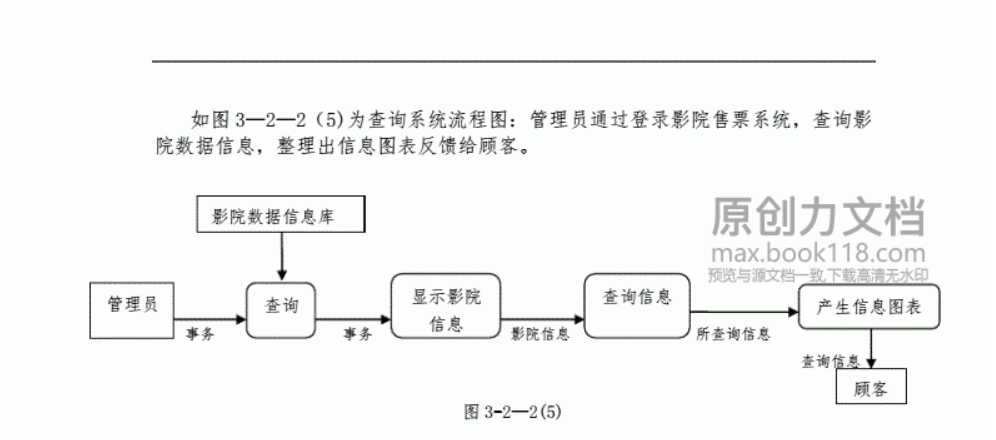 如图 3—2—2（5)为查询系统流程图：管理员通过登录影院售票系统，查询影
院数据信息，整理出信息图表反馈给顾客。
影院数据信息库
原创力文档
max.book118.com
预览与源文档一致,下载高清无水印
管理员
事务
查询
事务
显示影院
信息
影院信息
查询信息
所查询信息
产生信息图表
查询信息
顾客
图 3-2—2(5)